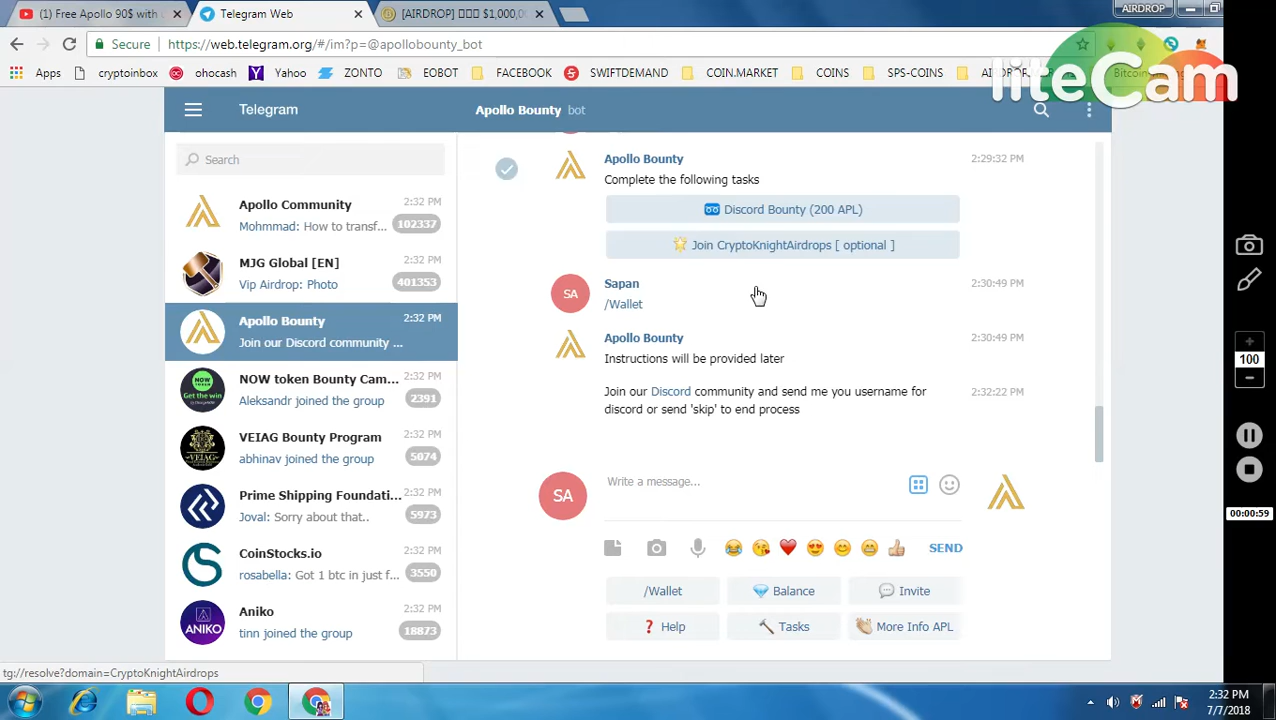 Free Apollo 90$ with
Telegram Web
$1,000,0
AIRDROP
Secure
https://web.telegram.org/#/im?p=@apollobounty_bot
Apps
cryptoinbox
ohocash
Yahoo
ZONTO
EOBOT
FACEBOOK
SWIFTDEMAND
COIN.MARKET
COINS
SPS-COINS
liteCam
Telegram
Apollo Bounty bot
Search
Apollo Community
2:32 PM
Mohmmad: How to transf...
102337
MJG Global [EN]
2:32 PM
Vip Airdrop: Photo
401353
Apollo Bounty
2:32 PM
Join our Discord community ...
NOW token Bounty Cam...
2:32 PM
Aleksandr joined the group
2391
VEIAG Bounty Program
2:32 PM
abhinav joined the group
5074
Prime Shipping Foundati...
2:32 PM
Joval: Sorry about that..
5973
CoinStocks.io
2:32 PM
rosabella: Got 1 btc in just f...
3550
Aniko
2:32 PM
tinn joined the group
18873
NOW TOKEN
Get the win
VEIAG
ANIKO
Apollo Bounty
2:29:32 PM
Complete the following tasks
Discord Bounty (200 APL)
Join CryptoKnightAirdrops [ optional ]
SA
Sapan
2:30:49 PM
/Wallet
Apollo Bounty
2:30:49 PM
Instructions will be provided later
Join our Discord community and send me you username for
2:32:22 PM
discord or send 'skip' to end process
SA
Write a message...
SEND
/Wallet
Balance
Invite
Help
Tasks
More Info APL
100
00:00:59
tg://resolve?domain=CryptoKnightAirdrops
2:32 PM
7/7/2018